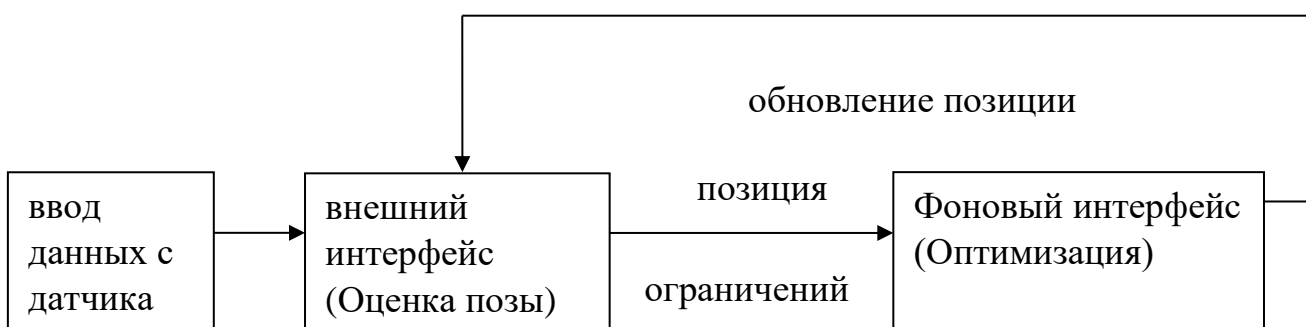 обновление позиции
ввод
данных с
датчика
внешний
интерфейс
(Оценка позы)
позиция
ограничений
Фоновый интерфейс
(Оптимизация)